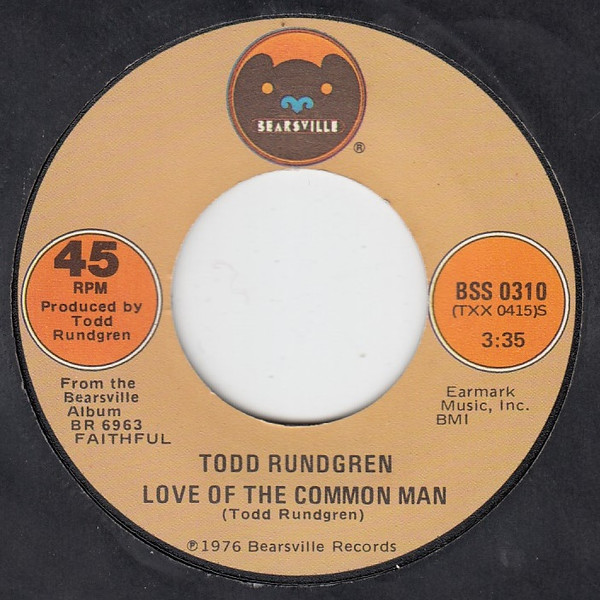 BEARSVILLE
®
45
RPM
Produced by
Todd
Rundgren
BSS 0310
(TXX 0415)S
3:35
From the
Bearsville
Album
BR 6963
FAITHFUL
Earmark
Music, Inc.
BMI
TODD RUNDGREN
LOVE OF THE COMMON MAN
(Todd Rundgren)
℗1976 Bearsville Records